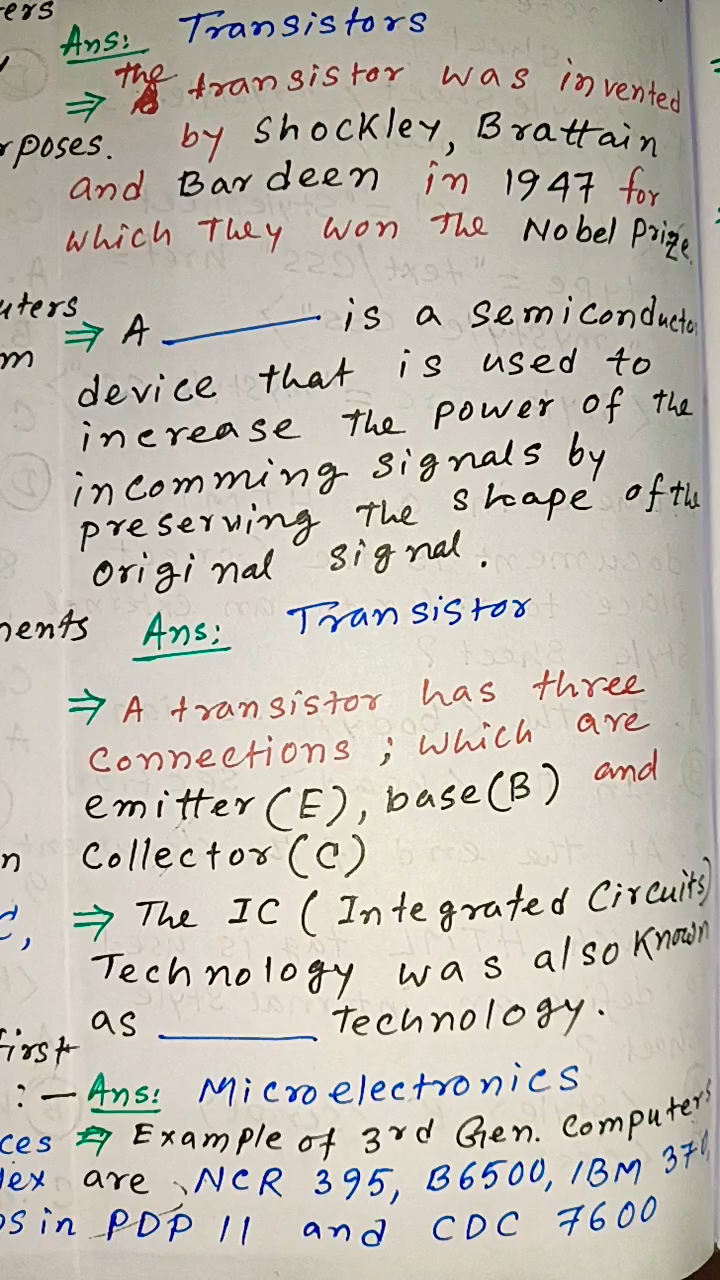 ers
Ans: Transistors
⇒ the transistor was invented
rposes. by Shockley, Brattain
and Bardeen in 1947 for
which They won The Nobel Prize.
uters
⇒ A ______ is a semiconductor
m
device that is used to
increase The power of the
incomming signals by
preserving The shape of the
original signal.
nents Ans: Transistor
⇒ A transistor has three
Connections ; which are
emitter (E), base (B) and
n Collector (C)
⇒ The IC (Integrated Circuits)
Technology was also Known
as ______ Technology.
first
: — Ans: Microelectronics
ces ⇒ Example of 3rd Gen. Computers
lex are NCR 395, B6500, IBM 370,
os in PDP 11 and CDC 7600